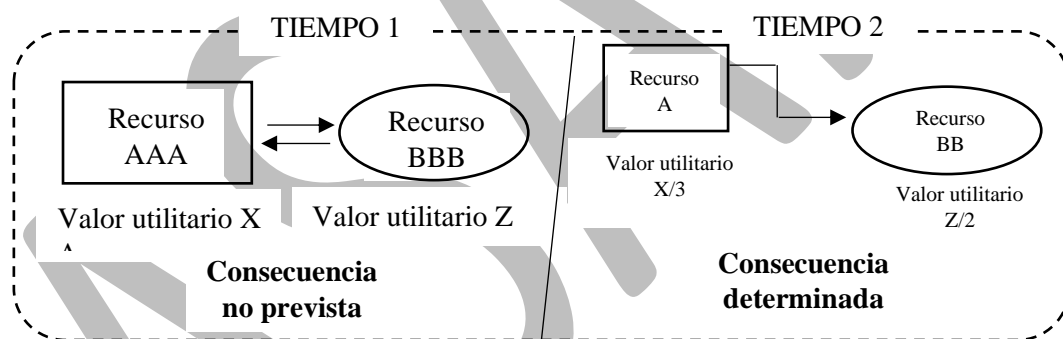 TIEMPO 1
Recurso
AAA
Recurso
BBB
Valor utilitario X
Valor utilitario Z
Consecuencia
no prevista
TIEMPO 2
Recurso
A
Recurso
BB
Valor utilitario
X/3
Valor utilitario
Z/2
Consecuencia
determinada